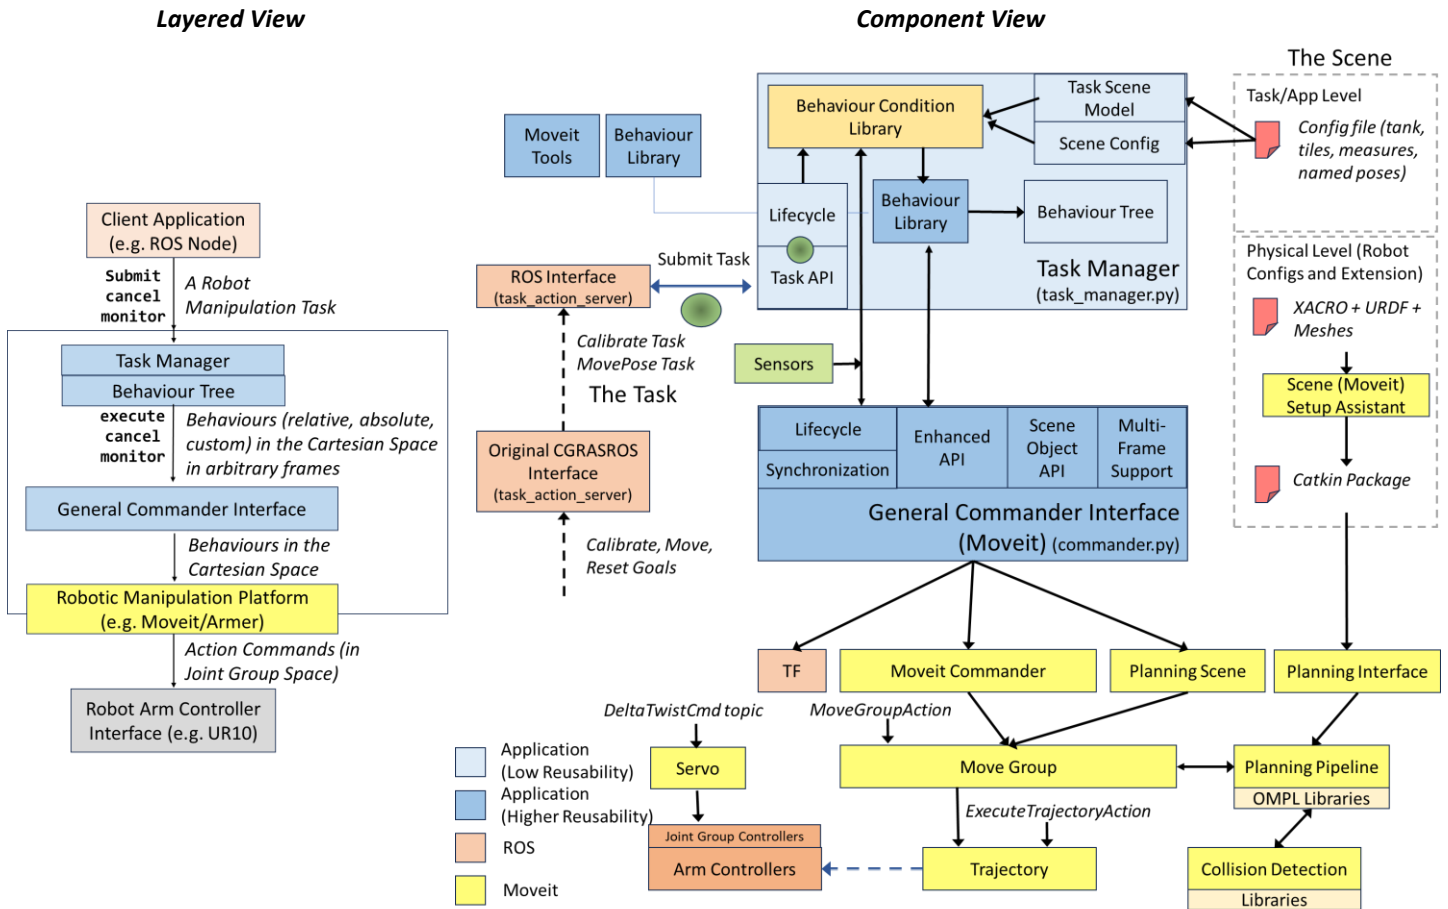 Layered View
Component View
The Scene
Client Application
(e.g. ROS Node)
Submit
cancel
monitor
A Robot
Manipulation Task
Task Manager
Behaviour Tree
execute
cancel
monitor
Behaviours (relative, absolute,
custom) in the Cartesian Space
in arbitrary frames
General Commander Interface
Behaviours in the
Cartesian Space
Robotic Manipulation Platform
(e.g. Moveit/Armer)
Action Commands (in
Joint Group Space)
Robot Arm Controller
Interface (e.g. UR10)
Moveit
Tools
Behaviour
Library
Behaviour Condition
Library
Task Scene
Model
Scene Config
Lifecycle
Task API
Behaviour
Library
Behaviour Tree
Task Manager
(task_manager.py)
Submit Task
ROS Interface
(task_action_server)
Calibrate Task
MovePose Task
The Task
Original CGRASROS
Interface
(task_action_server)
Calibrate, Move,
Reset Goals
Sensors
Lifecycle
Synchronization
Enhanced
API
Scene
Object
API
Multi-
Frame
Support
General Commander Interface
(Moveit) (commander.py)
Task/App Level
Config file (tank,
tiles, measures,
named poses)
Physical Level (Robot
Configs and Extension)
XACRO + URDF +
Meshes
Scene (Moveit)
Setup Assistant
Catkin Package
TF
Moveit Commander
Planning Scene
Planning Interface
DeltaTwistCmd topic
MoveGroupAction
Servo
Move Group
Planning Pipeline
OMPL Libraries
ExecuteTrajectoryAction
Joint Group Controllers
Arm Controllers
Trajectory
Collision Detection
Libraries
Application
(Low Reusability)
Application
(Higher Reusability)
ROS
Moveit